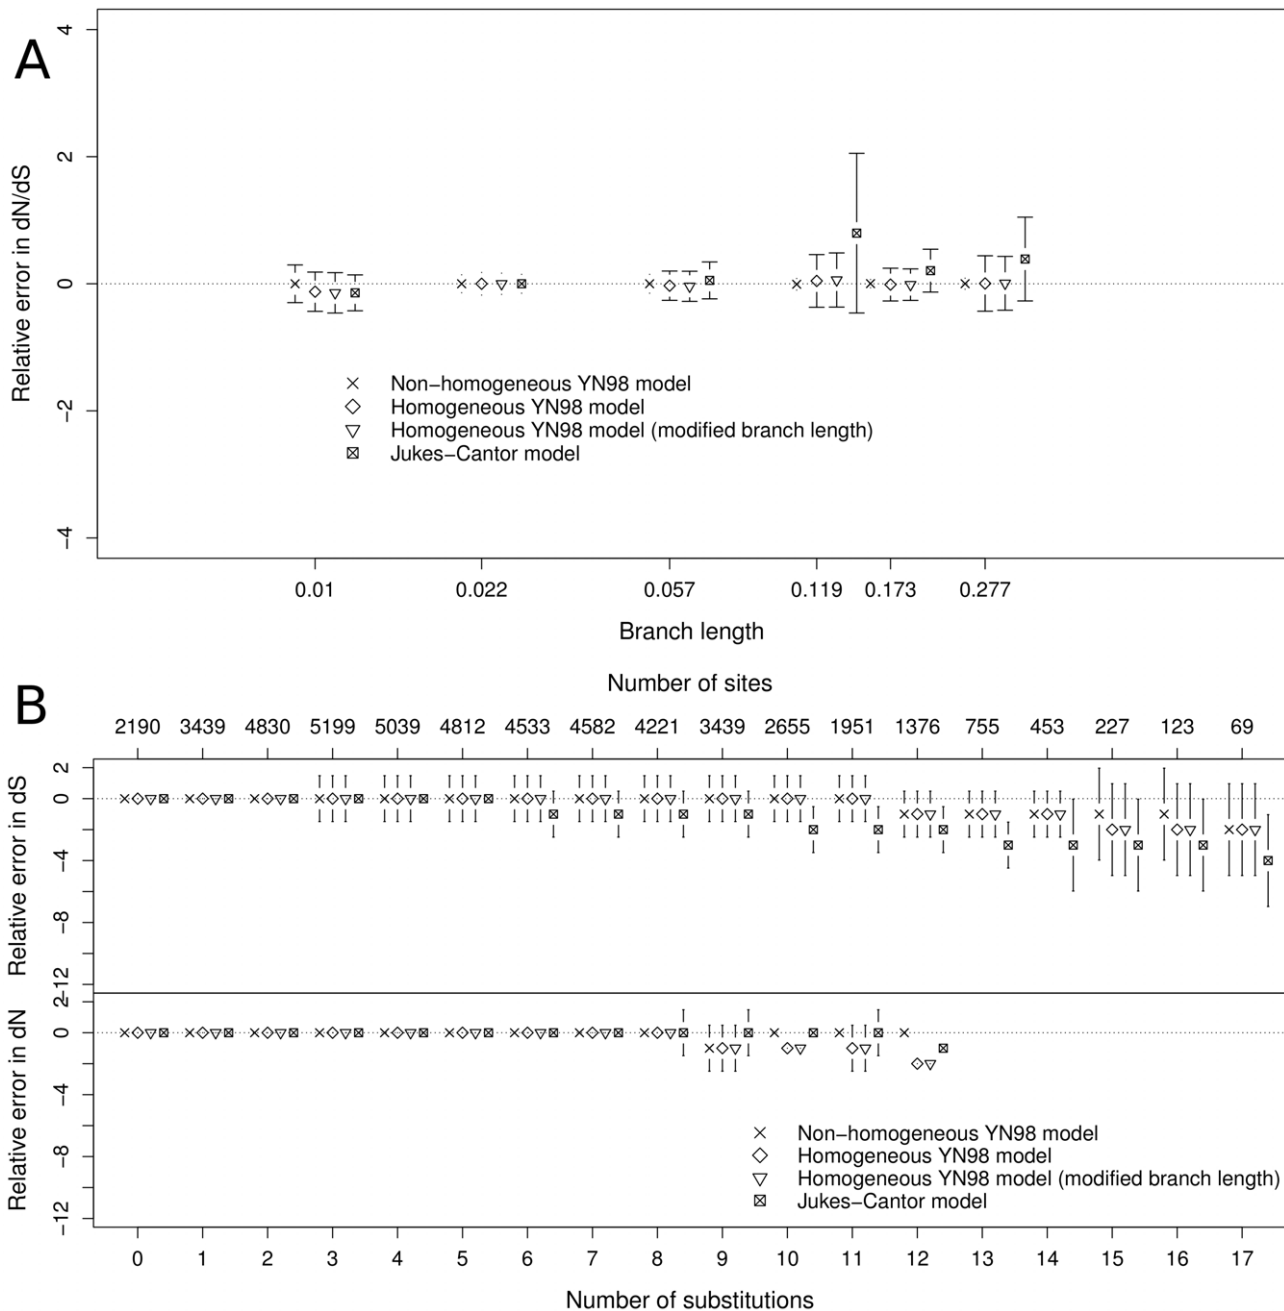 A
Relative error in dN/dS
4
2
0
−2
−4
Non−homogeneous YN98 model
Homogeneous YN98 model
Homogeneous YN98 model (modified branch length)
Jukes−Cantor model
0.01 0.022 0.057 0.119 0.173 0.277
Branch length
B
Number of sites
2190 3439 4830 5199 5039 4812 4533 4582 4221 3439 2655 1951 1376 755 453 227 123 69
Relative error in dS
2
0
−4
−8
−12
Relative error in dN
2
0
−4
−8
−12
Non−homogeneous YN98 model
Homogeneous YN98 model
Homogeneous YN98 model (modified branch length)
Jukes−Cantor model
0 1 2 3 4 5 6 7 8 9 10 11 12 13 14 15 16 17
Number of substitutions